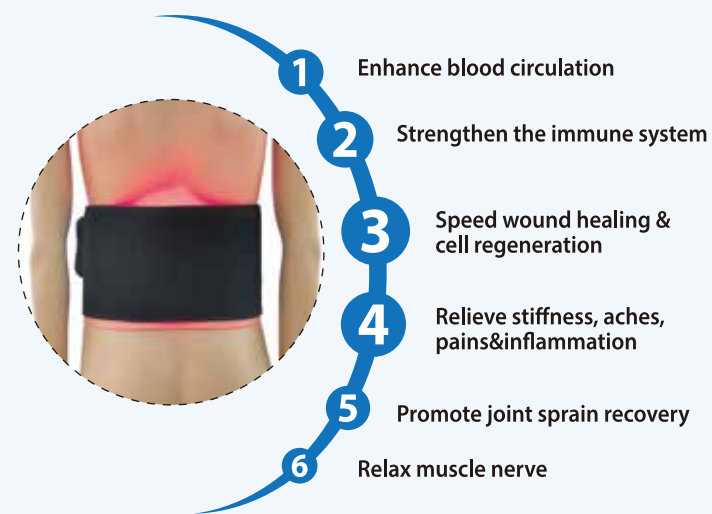 1 Enhance blood circulation
2 Strengthen the immune system
3 Speed wound healing &
cell regeneration
4 Relieve stiffness, aches,
pains&inflammation
5 Promote joint sprain recovery
6 Relax muscle nerve